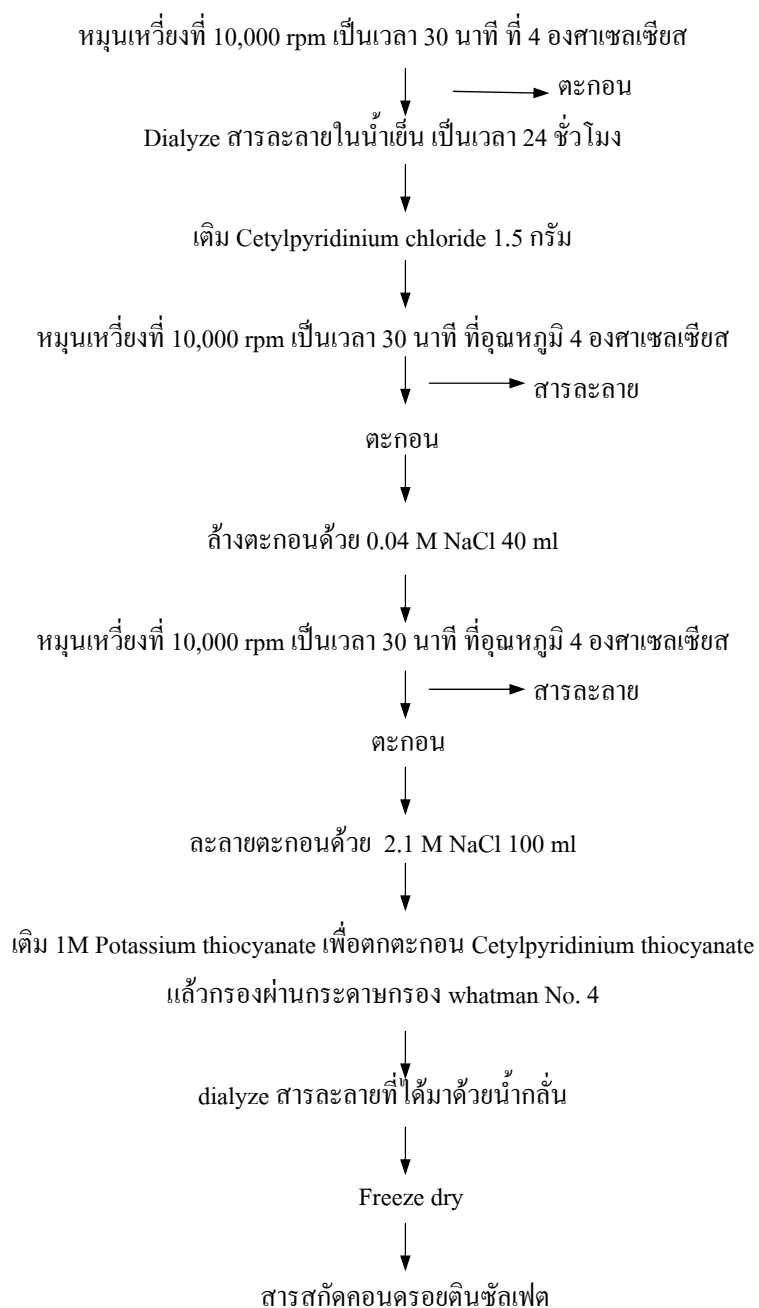 หมุนเหวี่ยงที่ 10,000 rpm เป็นเวลา 30 นาที ที่ 4 องศาเซลเซียส
ตะกอน
Dialyze สารละลายในน้ำเย็น เป็นเวลา 24 ชั่วโมง
เติม Cetylpyridinium chloride 1.5 กรัม
หมุนเหวี่ยงที่ 10,000 rpm เป็นเวลา 30 นาที ที่อุณหภูมิ 4 องศาเซลเซียส
สารละลาย
ตะกอน
ล้างตะกอนด้วย 0.04 M NaCl 40 ml
หมุนเหวี่ยงที่ 10,000 rpm เป็นเวลา 30 นาที ที่อุณหภูมิ 4 องศาเซลเซียส
สารละลาย
ตะกอน
ละลายตะกอนด้วย 2.1 M NaCl 100 ml
เติม 1M Potassium thiocyanate เพื่อตกตะกอน Cetylpyridinium thiocyanate
แล้วกรองผ่านกระดาษกรอง whatman No. 4
dialyze สารละลายที่ได้มาด้วยน้ำกลั่น
Freeze dry
สารสกัดคอนดรอยตินซัลเฟต